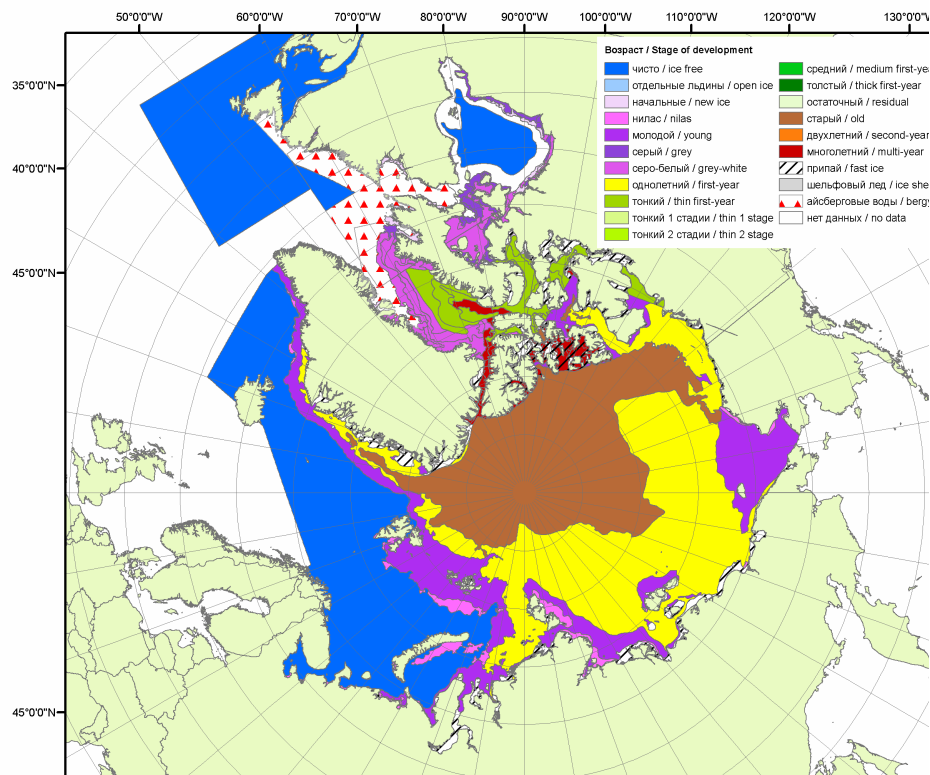 50°0'0"W 60°0'0"W 70°0'0"W 80°0'0"W 90°0'0"W 100°0'0"W 110°0'0"W 120°0'0"W 130°0'0"
35°0'0"N
40°0'0"N
45°0'0"N
45°0'0"N
Возраст / Stage of development
чисто / ice free
отдельные льдины / open ice
начальные / new ice
нилас / nilas
молодой / young
серый / grey
серо-белый / grey-white
однолетний / first-year
тонкий / thin first-year
тонкий 1 стадии / thin 1 stage
тонкий 2 стадии / thin 2 stage
средний / medium first-yea
толстый / thick first-year
остаточный / residual
старый / old
двухлетний / second-year
многолетний / multi-year
припай / fast ice
шельфовый лед / ice she
айсберговые воды / bergy
нет данных / no data